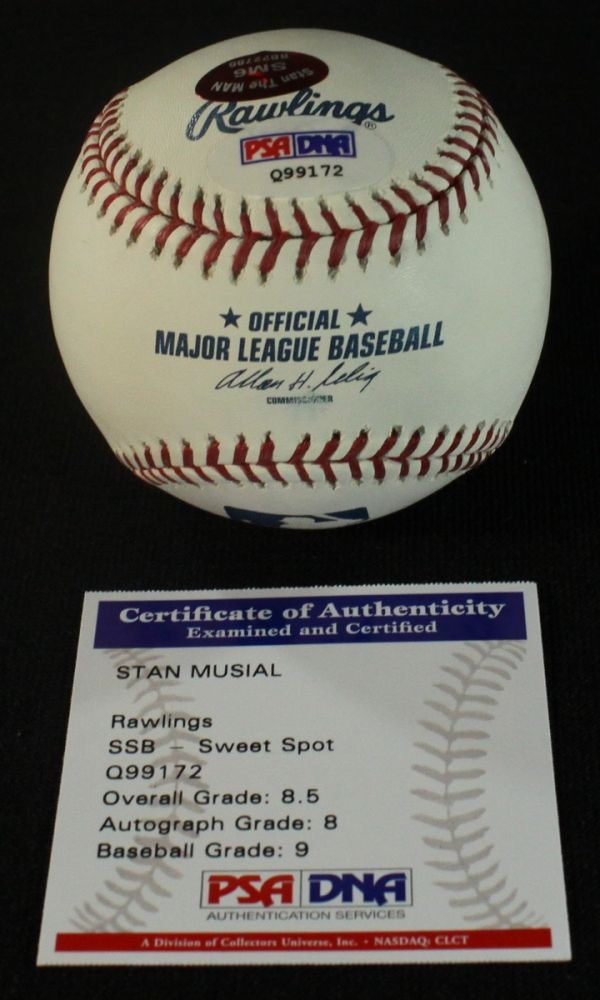 Stan The MAN
SM6
Rawlings®
PSA DNA
Q99172
★ OFFICIAL ★
MAJOR LEAGUE BASEBALL
Allan H. Selig
COMMISSIONER
Certificate of Authenticity
Examined and Certified
STAN MUSIAL
Rawlings
SSB - Sweet Spot
Q99172
Overall Grade: 8.5
Autograph Grade: 8
Baseball Grade: 9
PSA DNA
AUTHENTICATION SERVICES
A Division of Collectors Universe, Inc. • NASDAQ: CLCT